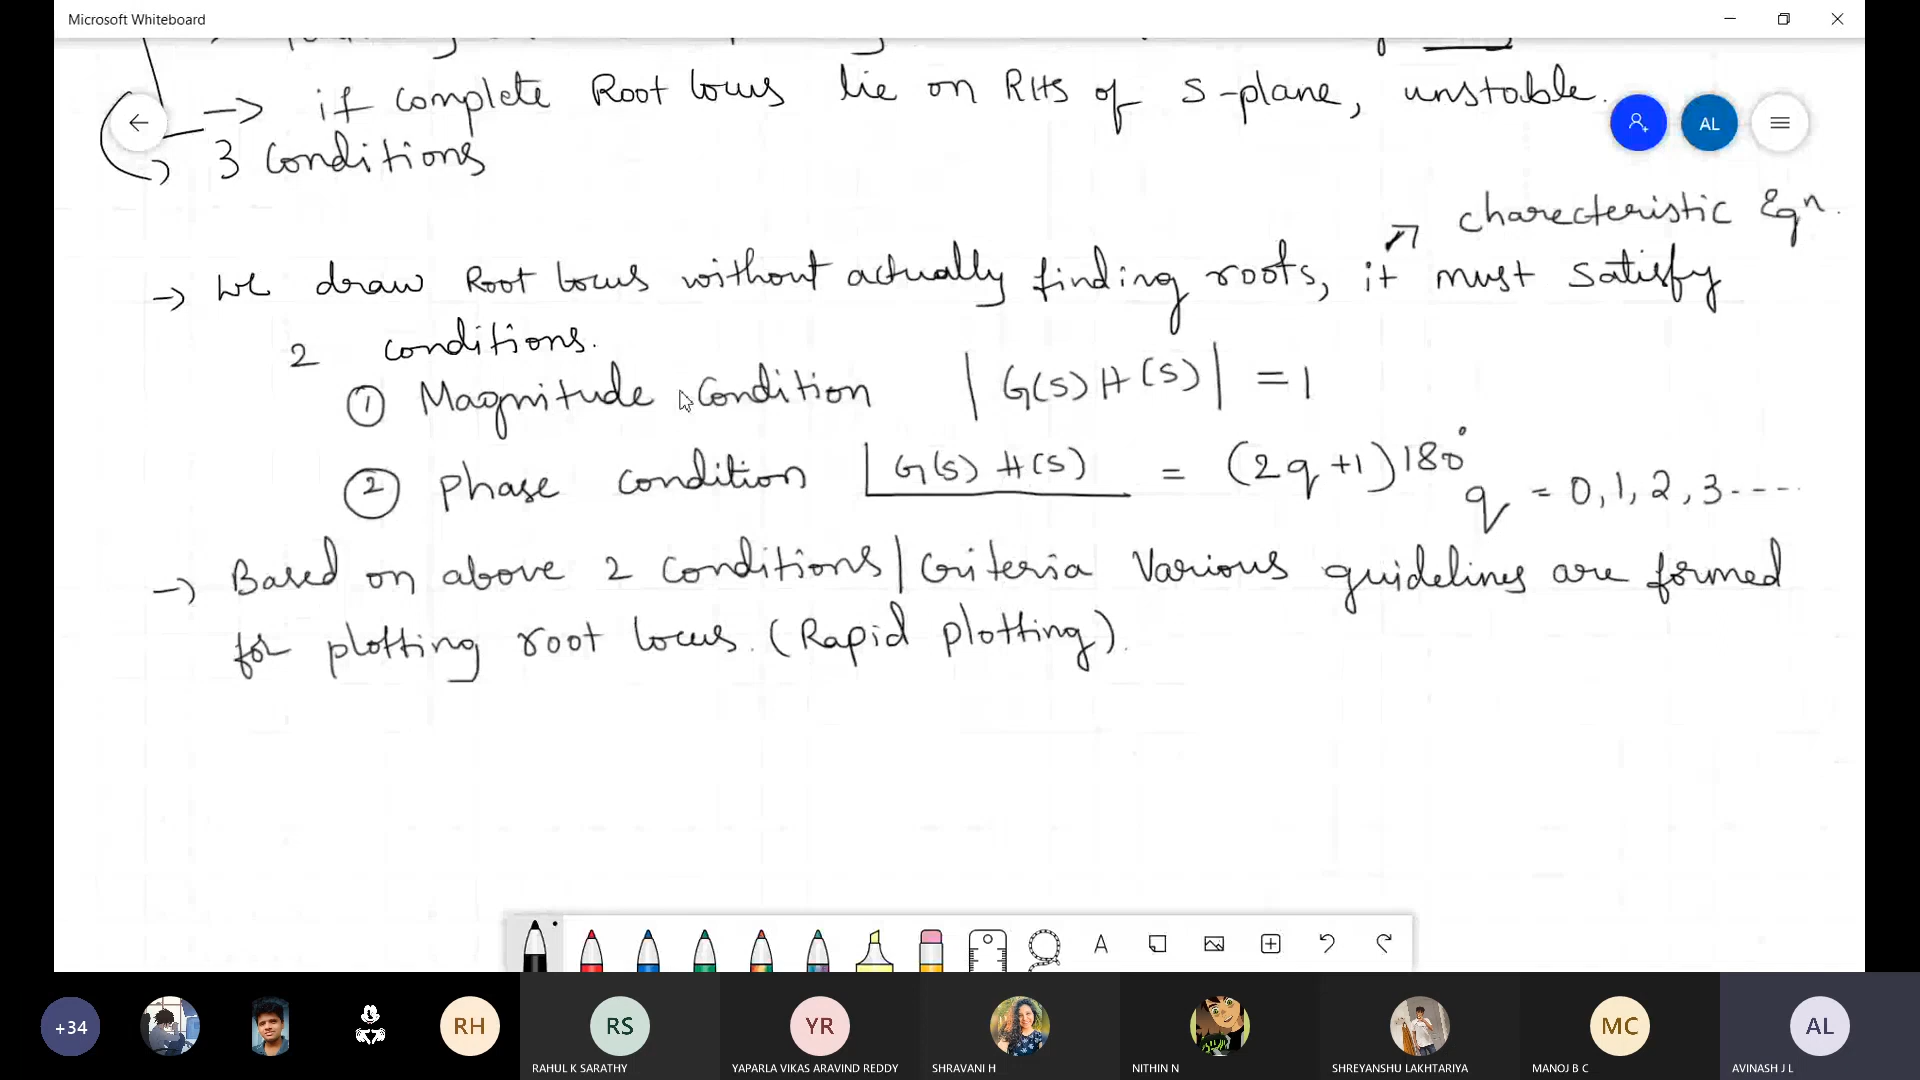 Microsoft Whiteboard
→ if complete Root locus lie on RHS of s-plane, unstable.
→ 3 conditions
AL
charecteristic Eqn.
→ we draw Root locus without actually finding roots, it must satisfy
2 conditions.
① Magnitude condition |G(s)H(s)| = 1
② phase condition ∠G(s)H(s) = (2q+1)180° q = 0,1,2,3----
→ Based on above 2 conditions/criteria various guidelines are formed
for plotting root locus. (Rapid plotting).
A
+34
RH
RS
YR
MC
AL
RAHUL K SARATHY
YAPARLA VIKAS ARAVIND REDDY
SHRAVANI H
NITHIN N
SHREYANSHU LAKHTARIYA
MANOJ B C
AVINASH J L